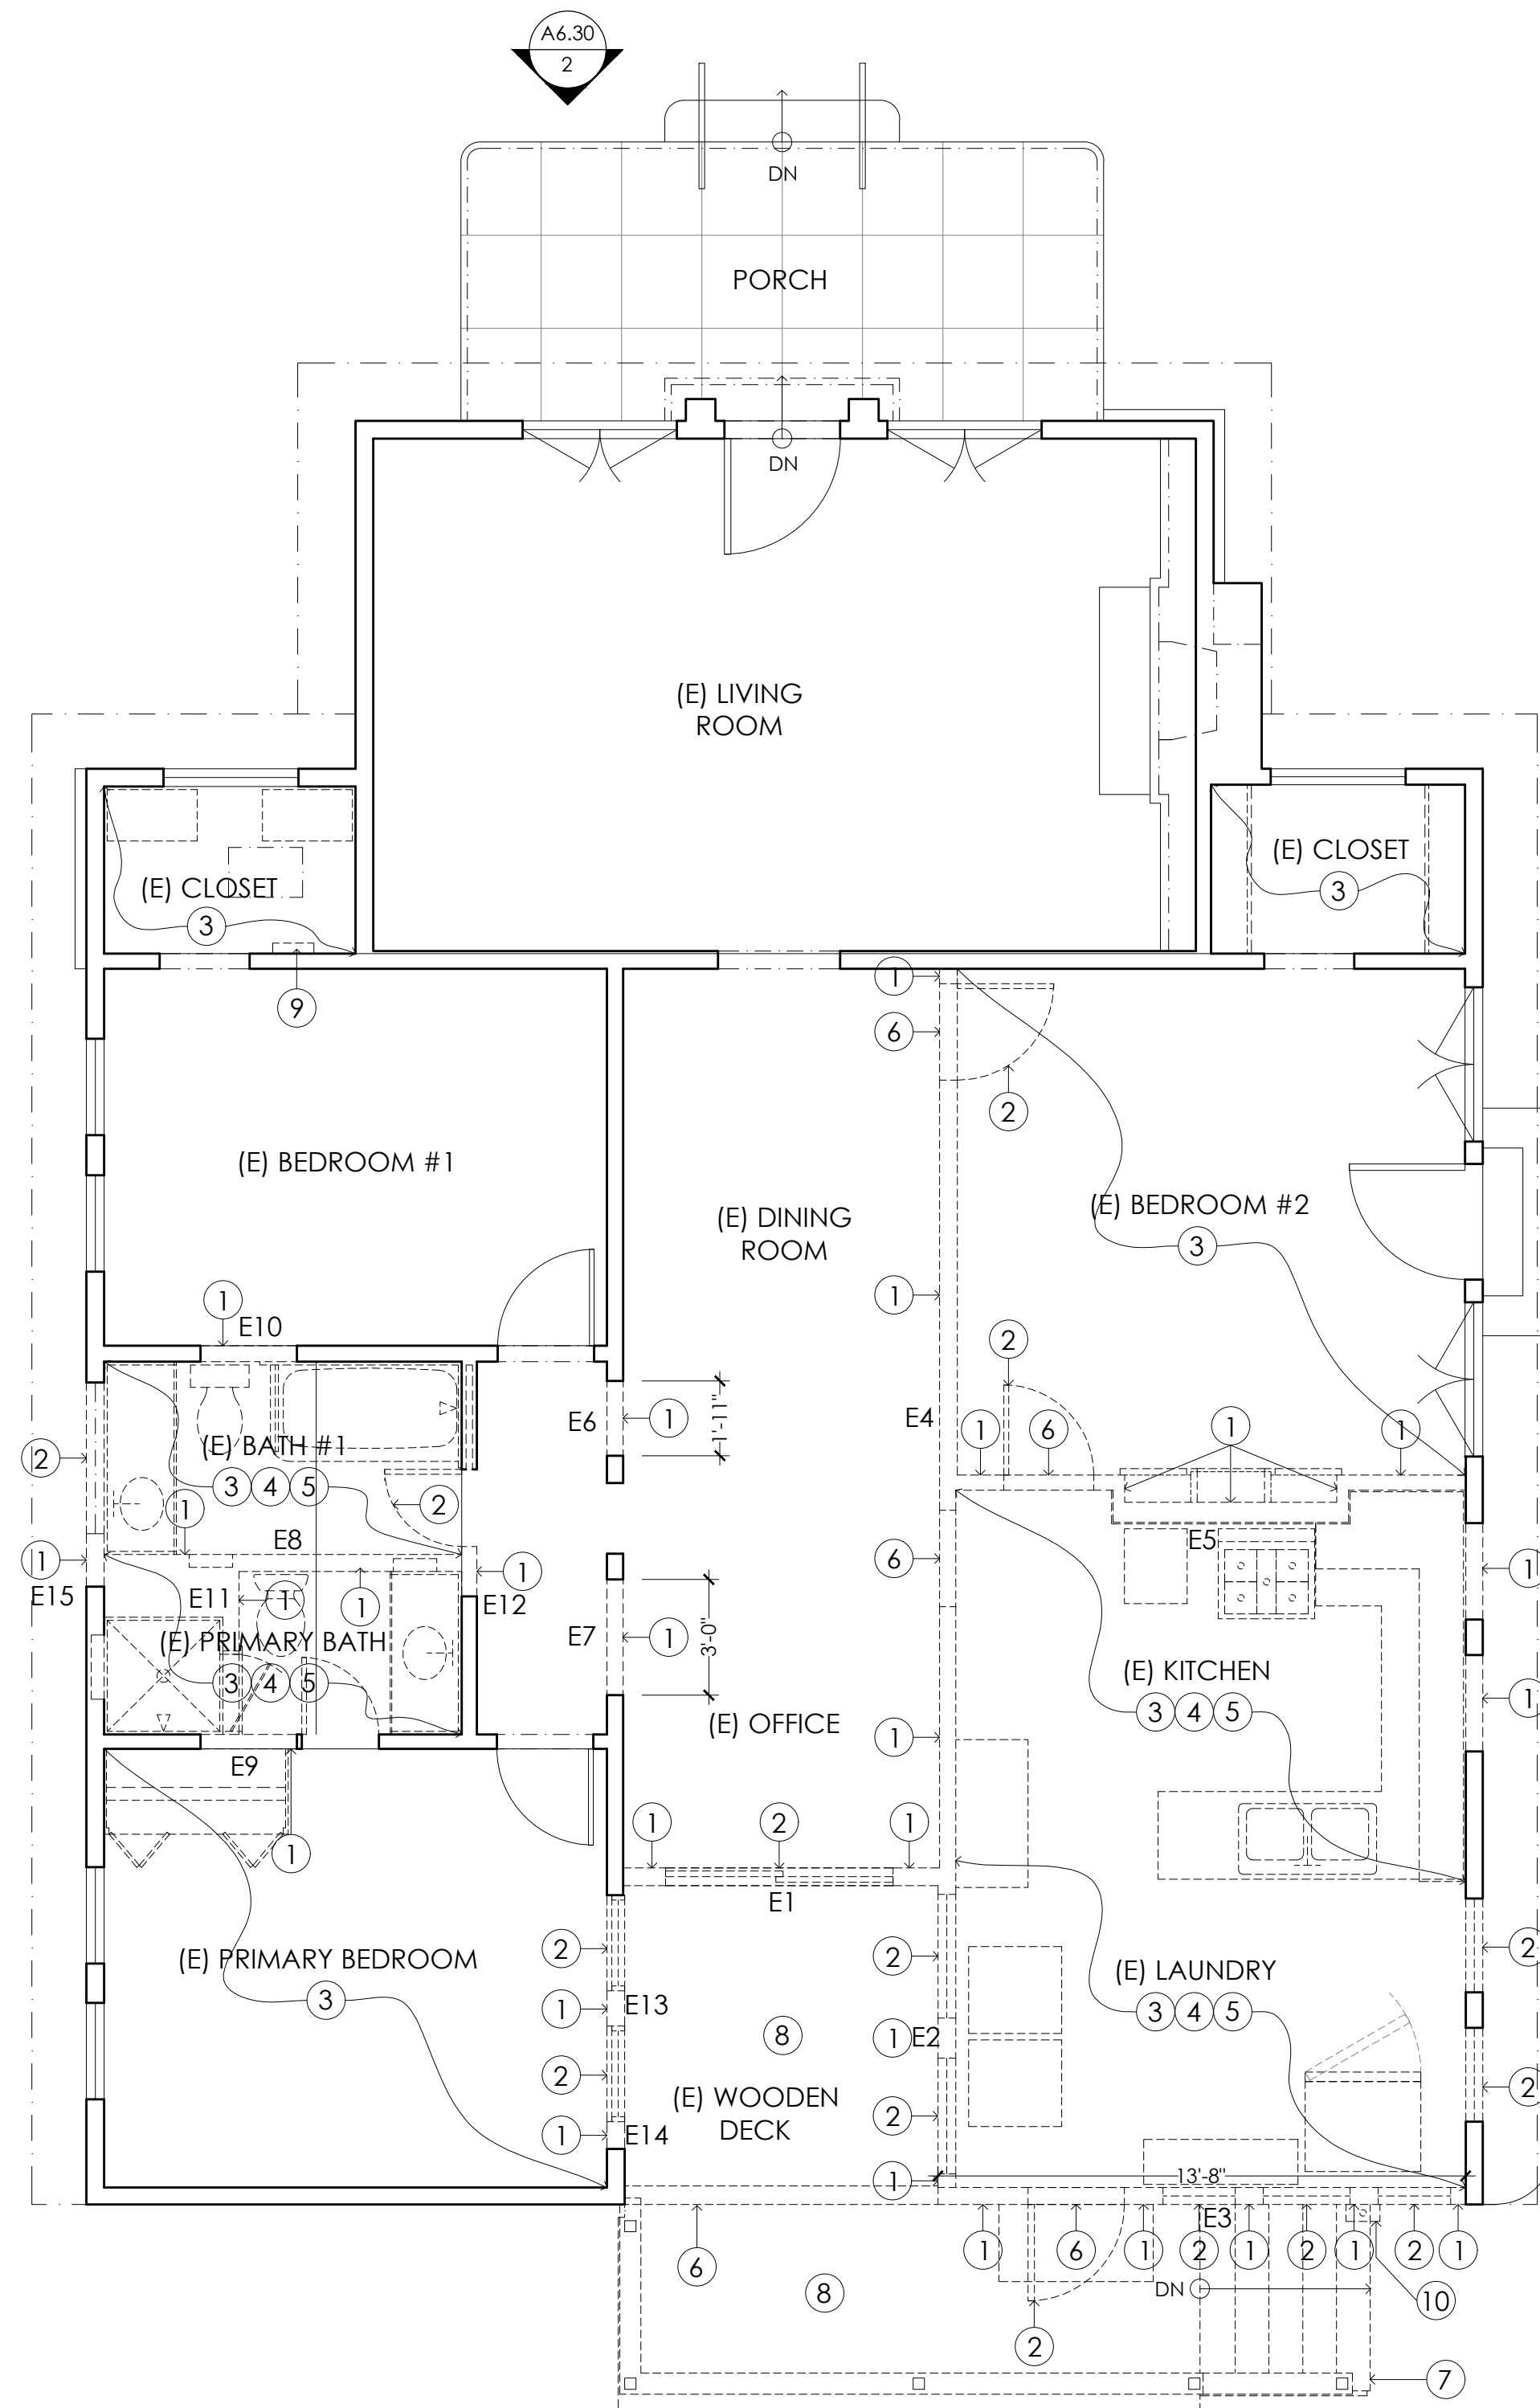 A6.30
2
DN
PORCH
DN
(E) LIVING
ROOM
(E) CLOSET
3
(E) CLOSET
3
9
1
6
2
(E) BEDROOM #1
(E) DINING
ROOM
(E) BEDROOM #2
3
1
1
E10
2
E6
1
1'-11"
E4
1
6
1
1
(E) BATH #1
3 4 5
2
2
1
E8
E5
1
E15
E11
1
1
1
E12
6
1
E7
1
3'-0"
(E) PRIMARY BATH
3 4 5
(E) KITCHEN
3 4 5
1
(E) OFFICE
1
E9
1
1
2
1
E1
(E) PRIMARY BEDROOM
3
2
1
E13
2
1
E14
8
(E) WOODEN
DECK
2
1
E2
2
1
(E) LAUNDRY
3 4 5
2
2
13'-8"
E3
6
1
6
1
2
1
2
1
2
1
8
DN
10
2
7